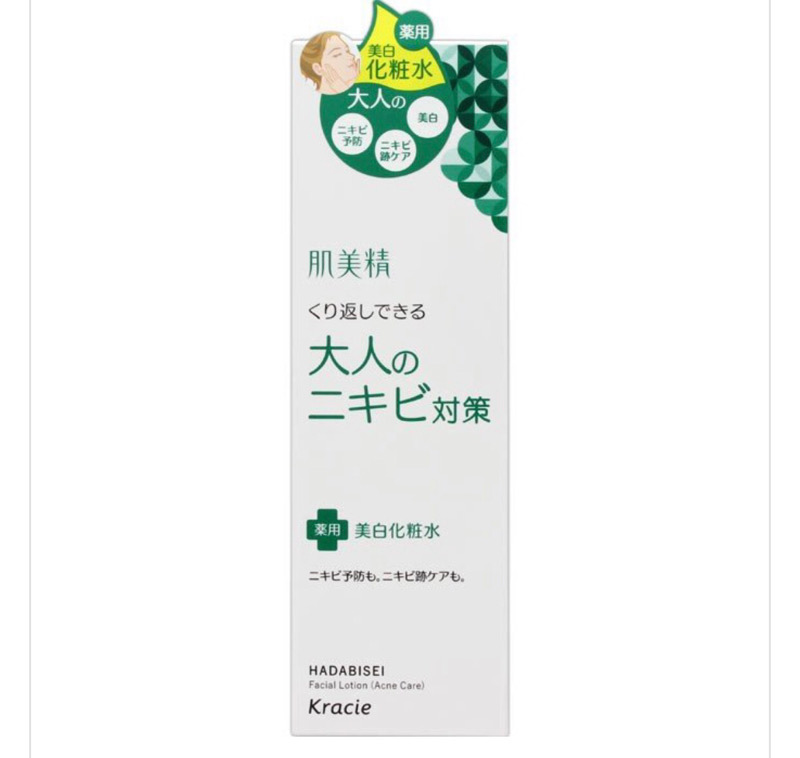 薬用
美白
化粧水
大人の
美白
ニキビ
予防
ニキビ
跡ケア
肌美精
くり返しできる
大人の
ニキビ対策
薬用 美白化粧水
ニキビ予防も。ニキビ跡ケアも。
HADABISEI
Facial Lotion (Acne Care)
Kracie